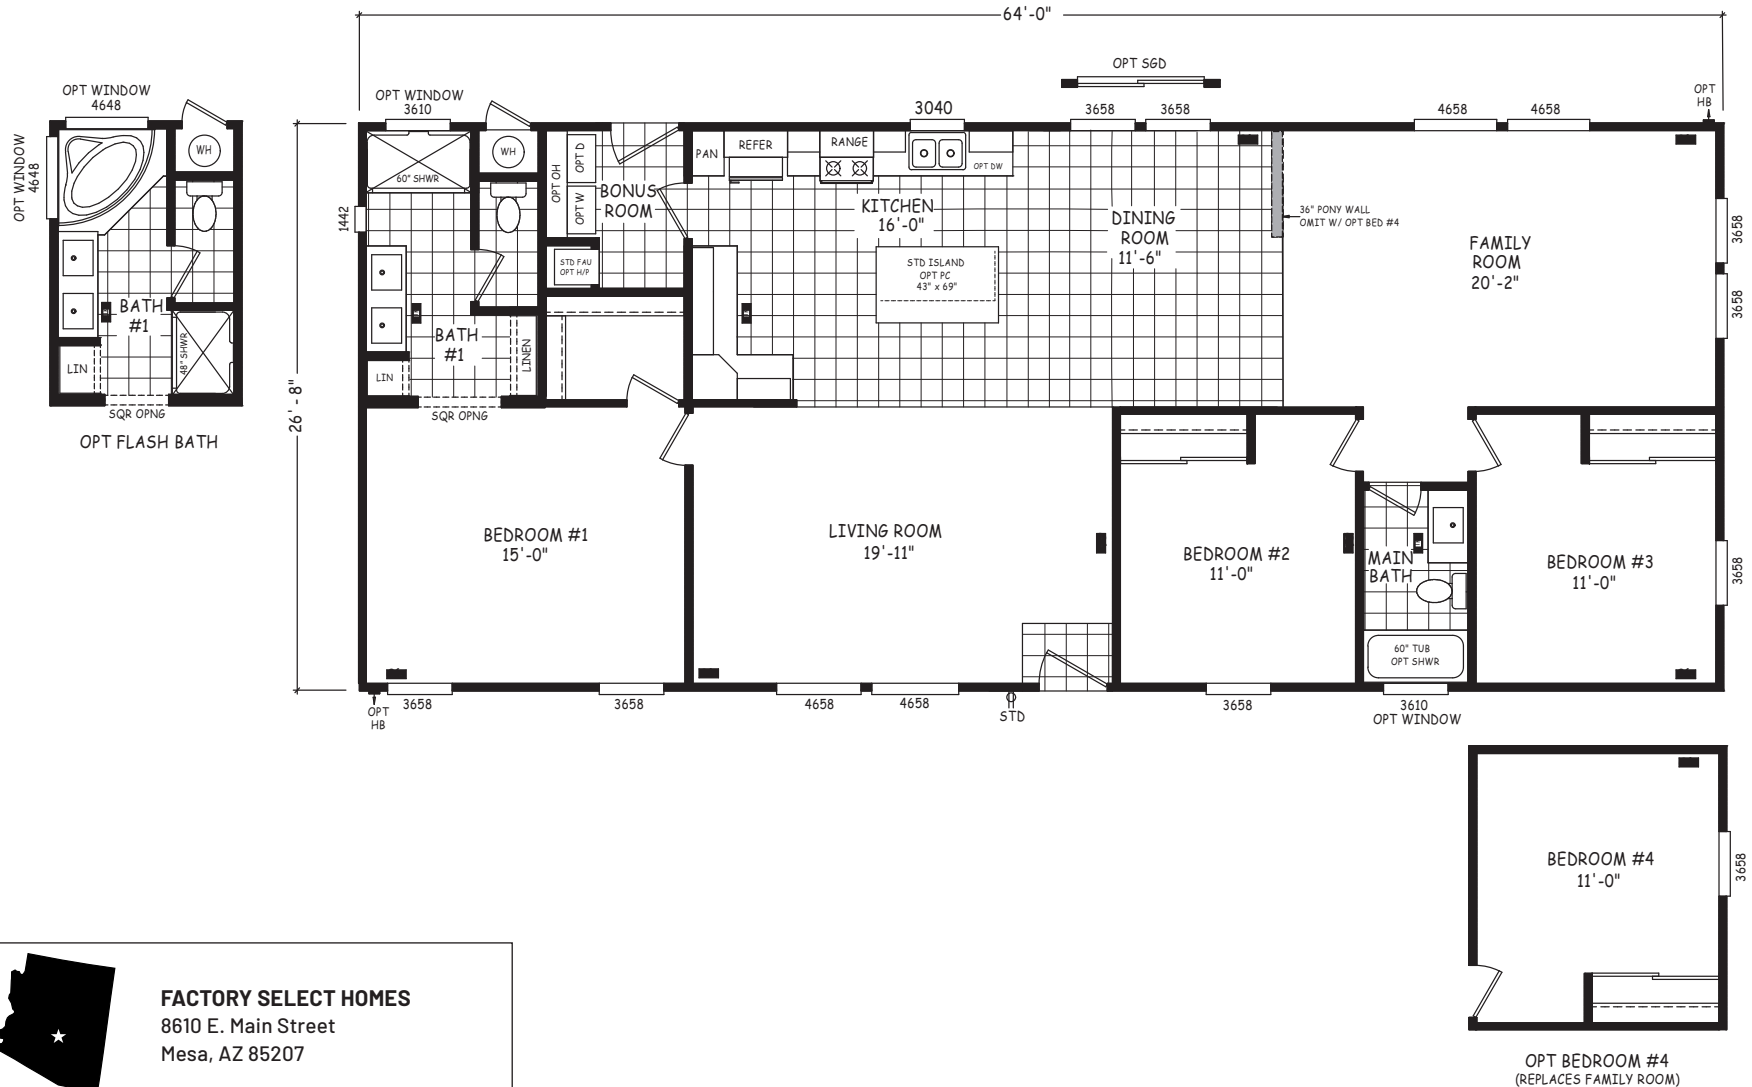 64'-0"
OPT SGD
OPT WINDOW
4648
OPT WINDOW
4648
WH
BATH
#1
LIN
48" SHWR
SQR OPNG
OPT FLASH BATH
26'-8"
OPT WINDOW
3610
3040
3658
3658
4658
4658
OPT
HB
60" SHWR
WH
1442
OPT OH
OPT D
OPT W
BONUS
ROOM
STD FAU
OPT H/P
PAN
REFER
RANGE
OPT DW
KITCHEN
16'-0"
STD ISLAND
OPT PC
43" x 69"
DINING
ROOM
11'-6"
36" PONY WALL
OMIT W/ OPT BED #4
FAMILY
ROOM
20'-2"
3658
3658
BATH
#1
LINEN
LIN
SQR OPNG
BEDROOM #1
15'-0"
LIVING ROOM
19'-11"
BEDROOM #2
11'-0"
MAIN
BATH
60" TUB
OPT SHWR
BEDROOM #3
11'-0"
3658
OPT
HB
3658
3658
4658
4658
STD
3658
3610
OPT WINDOW
BEDROOM #4
11'-0"
3658
OPT BEDROOM #4
(REPLACES FAMILY ROOM)
FACTORY SELECT HOMES
8610 E. Main Street
Mesa, AZ 85207